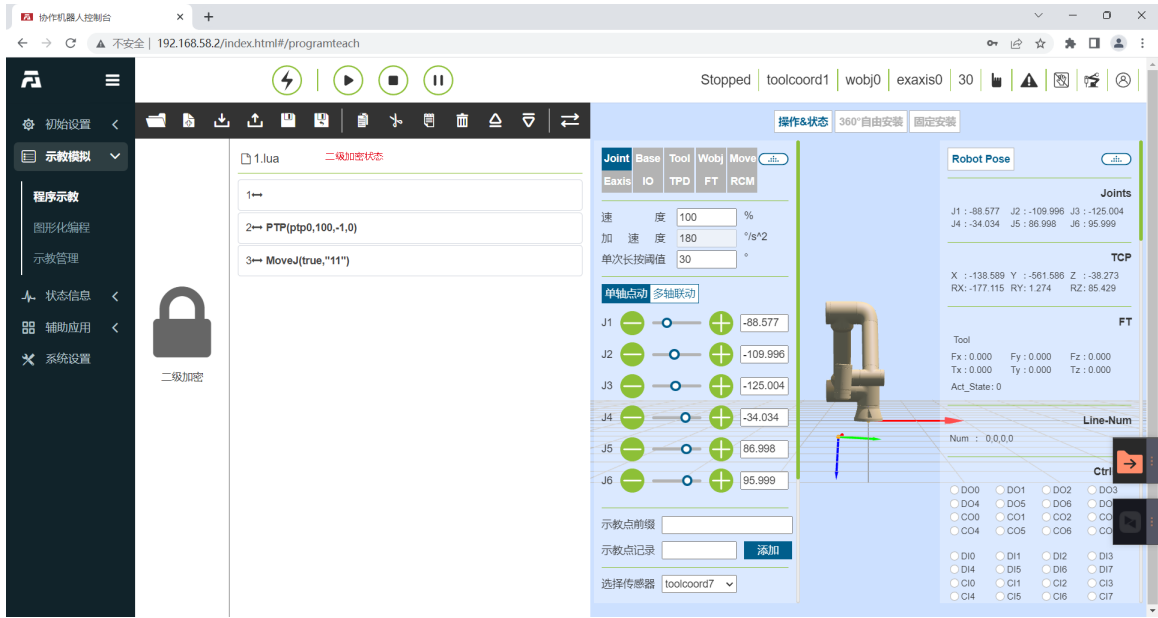 协作机器人控制台
不安全 | 192.168.58.2/index.html#/programteach
Stopped toolcoord1 wobj0 exaxis0 30
初始设置
示教模拟
程序示教
图形化编程
示教管理
状态信息
辅助应用
系统设置
二级加密
1.lua 二级加密状态
1
2 PTP(ptp0,100,-1,0)
3 MoveJ(true,"11")
操作&状态 360°自由安装 固定安装
Joint Base Tool Wobj Move
Eaxis IO TPD FT RCM
速 度 100 %
加 速 度 180 °/s^2
单次长按阈值 30 °
单轴点动 多轴联动
J1 -88.577
J2 -109.996
J3 -125.004
J4 -34.034
J5 86.998
J6 95.999
示教点前缀
示教点记录 添加
选择传感器 toolcoord7
Robot Pose
Joints
J1 : -88.577 J2 : -109.996 J3 : -125.004
J4 : -34.034 J5 : 86.998 J6 : 95.999
TCP
X : -138.589 Y : -561.586 Z : -38.273
RX: -177.115 RY: 1.274 RZ: 85.429
FT
Tool
Fx : 0.000 Fy : 0.000 Fz : 0.000
Tx : 0.000 Ty : 0.000 Tz : 0.000
Act_State: 0
Line-Num
Num : 0,0,0,0
Ctrl
DO0 DO1 DO2 DO3
DO4 DO5 DO6 DO
CO0 CO1 CO2 CO
CO4 CO5 CO6 CO
DI0 DI1 DI2 DI3
DI4 DI5 DI6 DI7
CI0 CI1 CI2 CI3
CI4 CI5 CI6 CI7